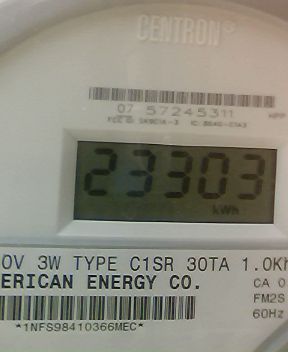 CENTRON®
07 57245311
23303
kWh
0V 3W TYPE C1SR 30TA 1.0Kh
ERICAN ENERGY CO.
CA 0
FM2S
60Hz
*1NFS98410366MEC*